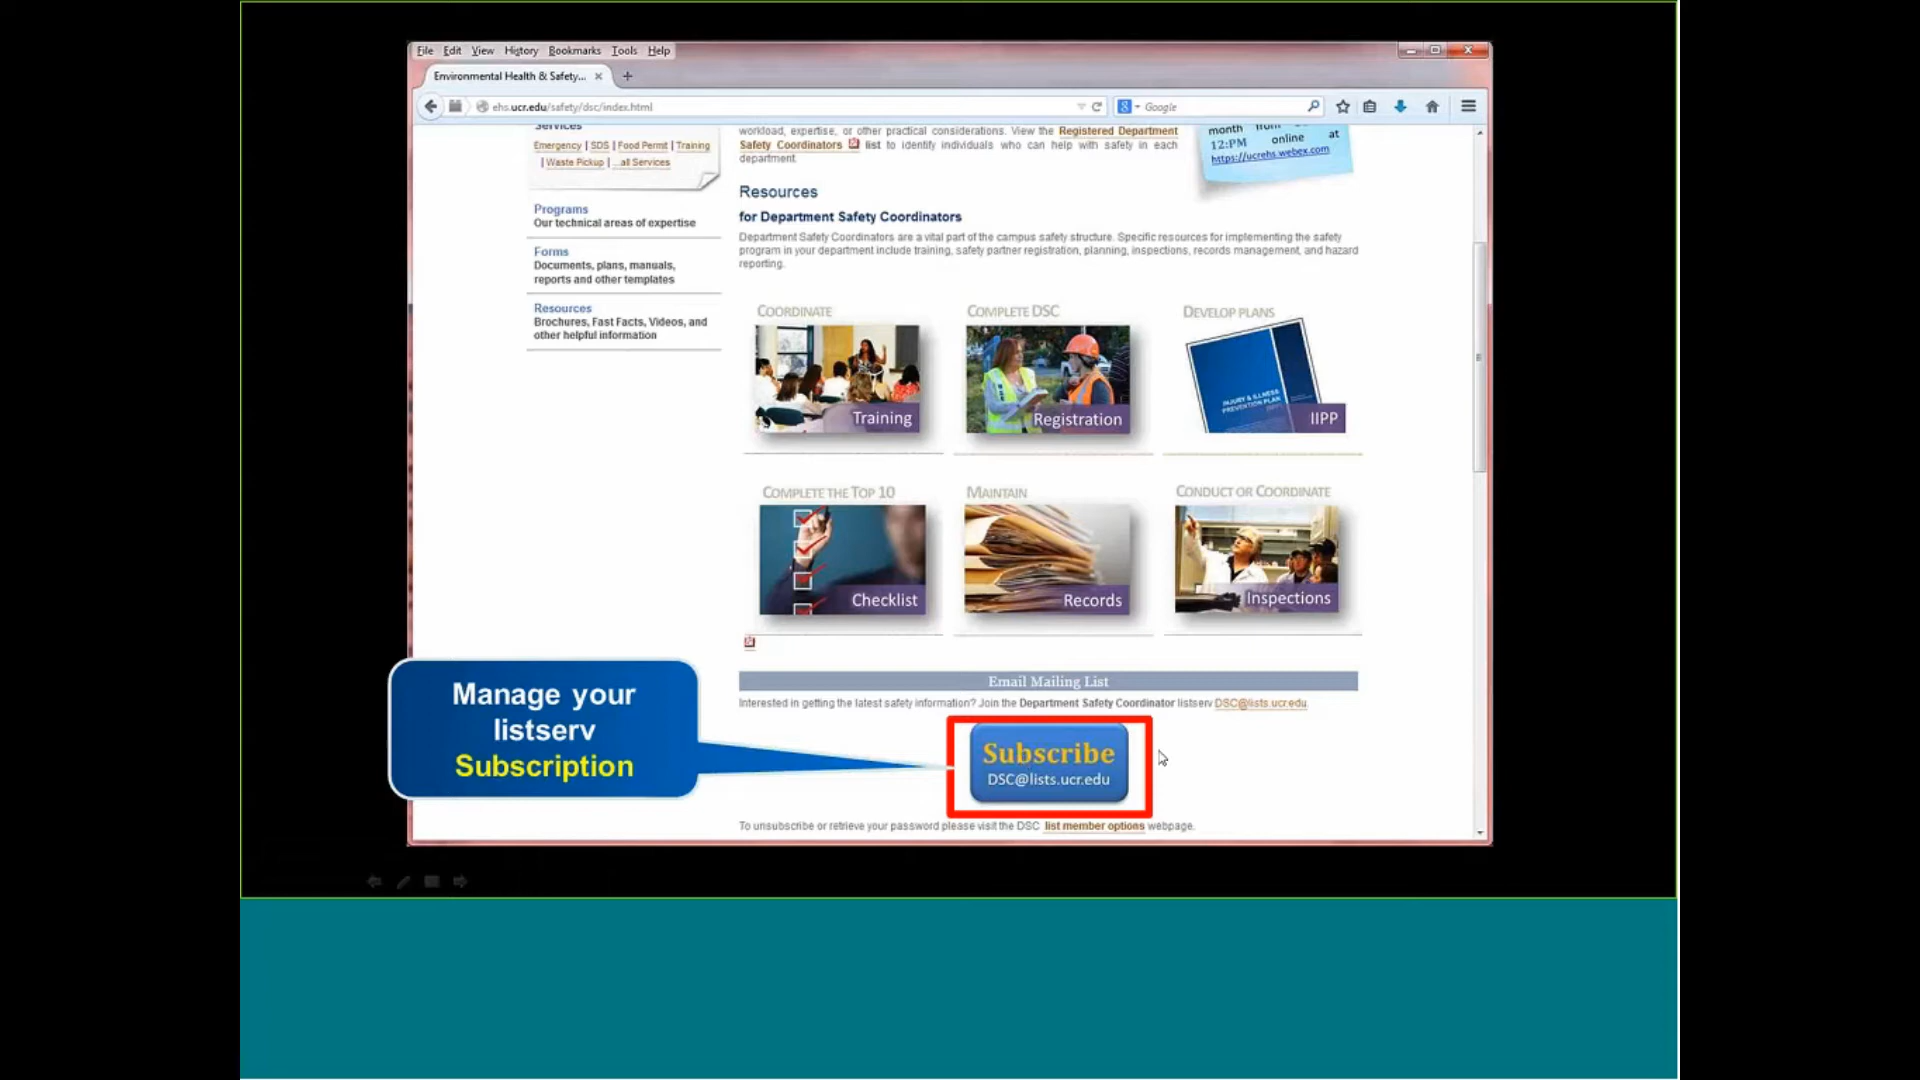 File Edit View History Bookmarks Tools Help
Environmental Health & Safety...
ehs.ucr.edu/safety/dsc/index.html
Google
Services
Emergency | SDS | Food Permit | Training
| Waste Pickup | ...all Services
Programs
Our technical areas of expertise
Forms
Documents, plans, manuals,
reports and other templates
Resources
Brochures, Fast Facts, Videos, and
other helpful information
workload, expertise, or other practical considerations. View the Registered Department
Safety Coordinators list to identify individuals who can help with safety in each
department.
month from
12:PM online at
https://ucrehs.webex.com
Resources
for Department Safety Coordinators
Department Safety Coordinators are a vital part of the campus safety structure. Specific resources for implementing the safety
program in your department include training, safety partner registration, planning, inspections, records management, and hazard
reporting.
COORDINATE
Training
COMPLETE DSC
Registration
DEVELOP PLANS
INJURY & ILLNESS
PREVENTION PLAN
IIPP
COMPLETE THE TOP 10
Checklist
MAINTAIN
Records
CONDUCT OR COORDINATE
Inspections
Email Mailing List
Interested in getting the latest safety information? Join the Department Safety Coordinator listserv DSC@lists.ucr.edu.
Manage your
listserv
Subscription
Subscribe
DSC@lists.ucr.edu
To unsubscribe or retrieve your password please visit the DSC list member options webpage.